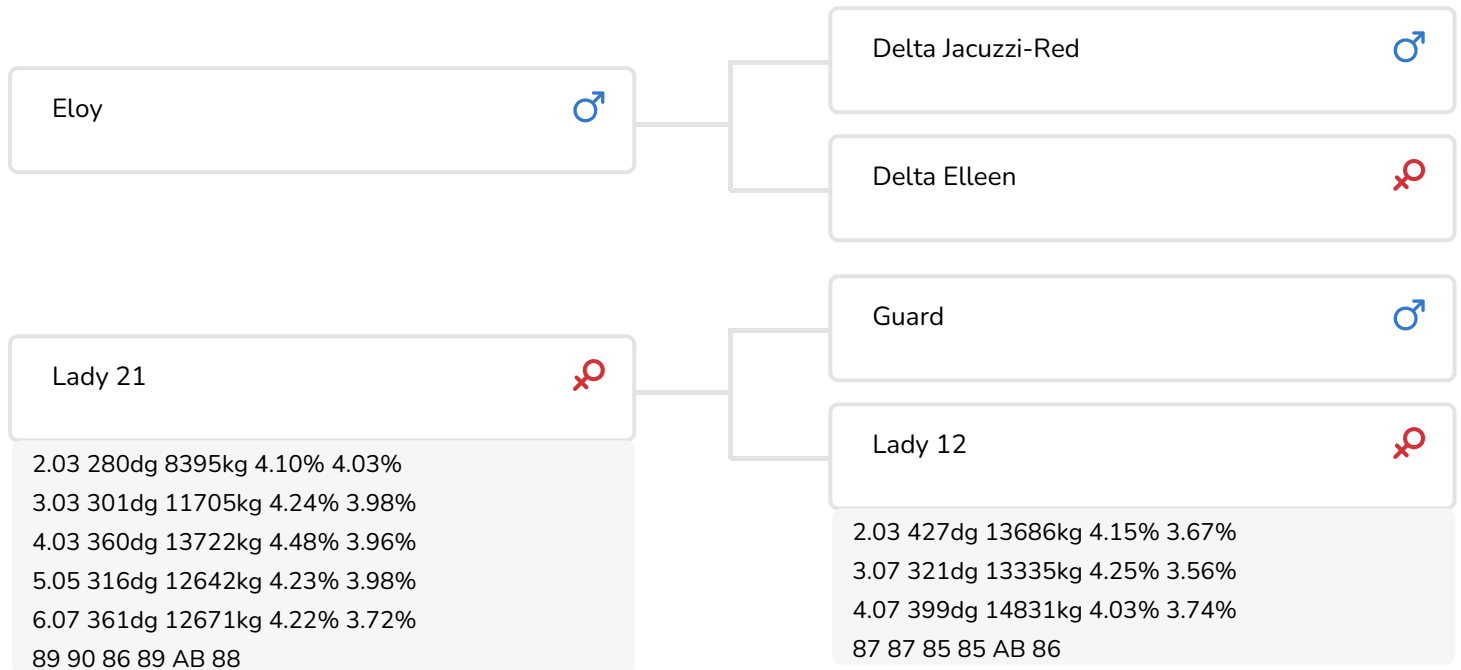 Eloy
Delta Jacuzzi-Red
Delta Elleen
Lady 21
2.03 280dg 8395kg 4.10% 4.03%
3.03 301dg 11705kg 4.24% 3.98%
4.03 360dg 13722kg 4.48% 3.96%
5.05 316dg 12642kg 4.23% 3.98%
6.07 361dg 12671kg 4.22% 3.72%
89 90 86 89 AB 88
Guard
Lady 12
2.03 427dg 13686kg 4.15% 3.67%
3.07 321dg 13335kg 4.25% 3.56%
4.07 399dg 14831kg 4.03% 3.74%
87 87 85 85 AB 86